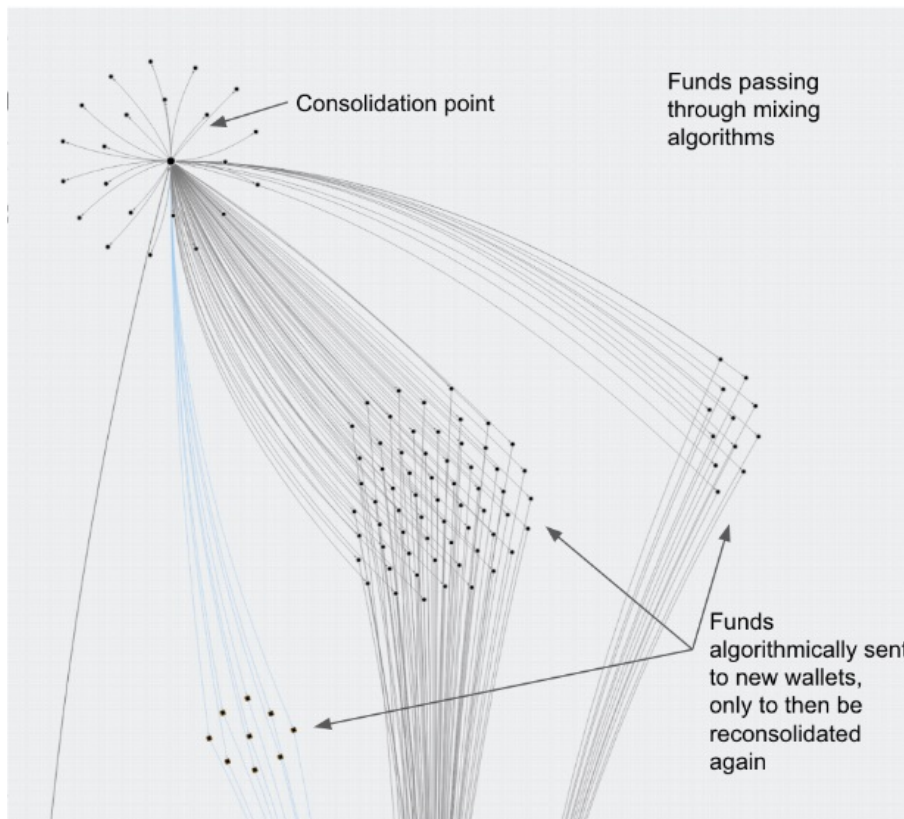 Consolidation point
Funds passing
through mixing
algorithms
Funds
algorithmically sent
to new wallets,
only to then be
reconsolidated
again